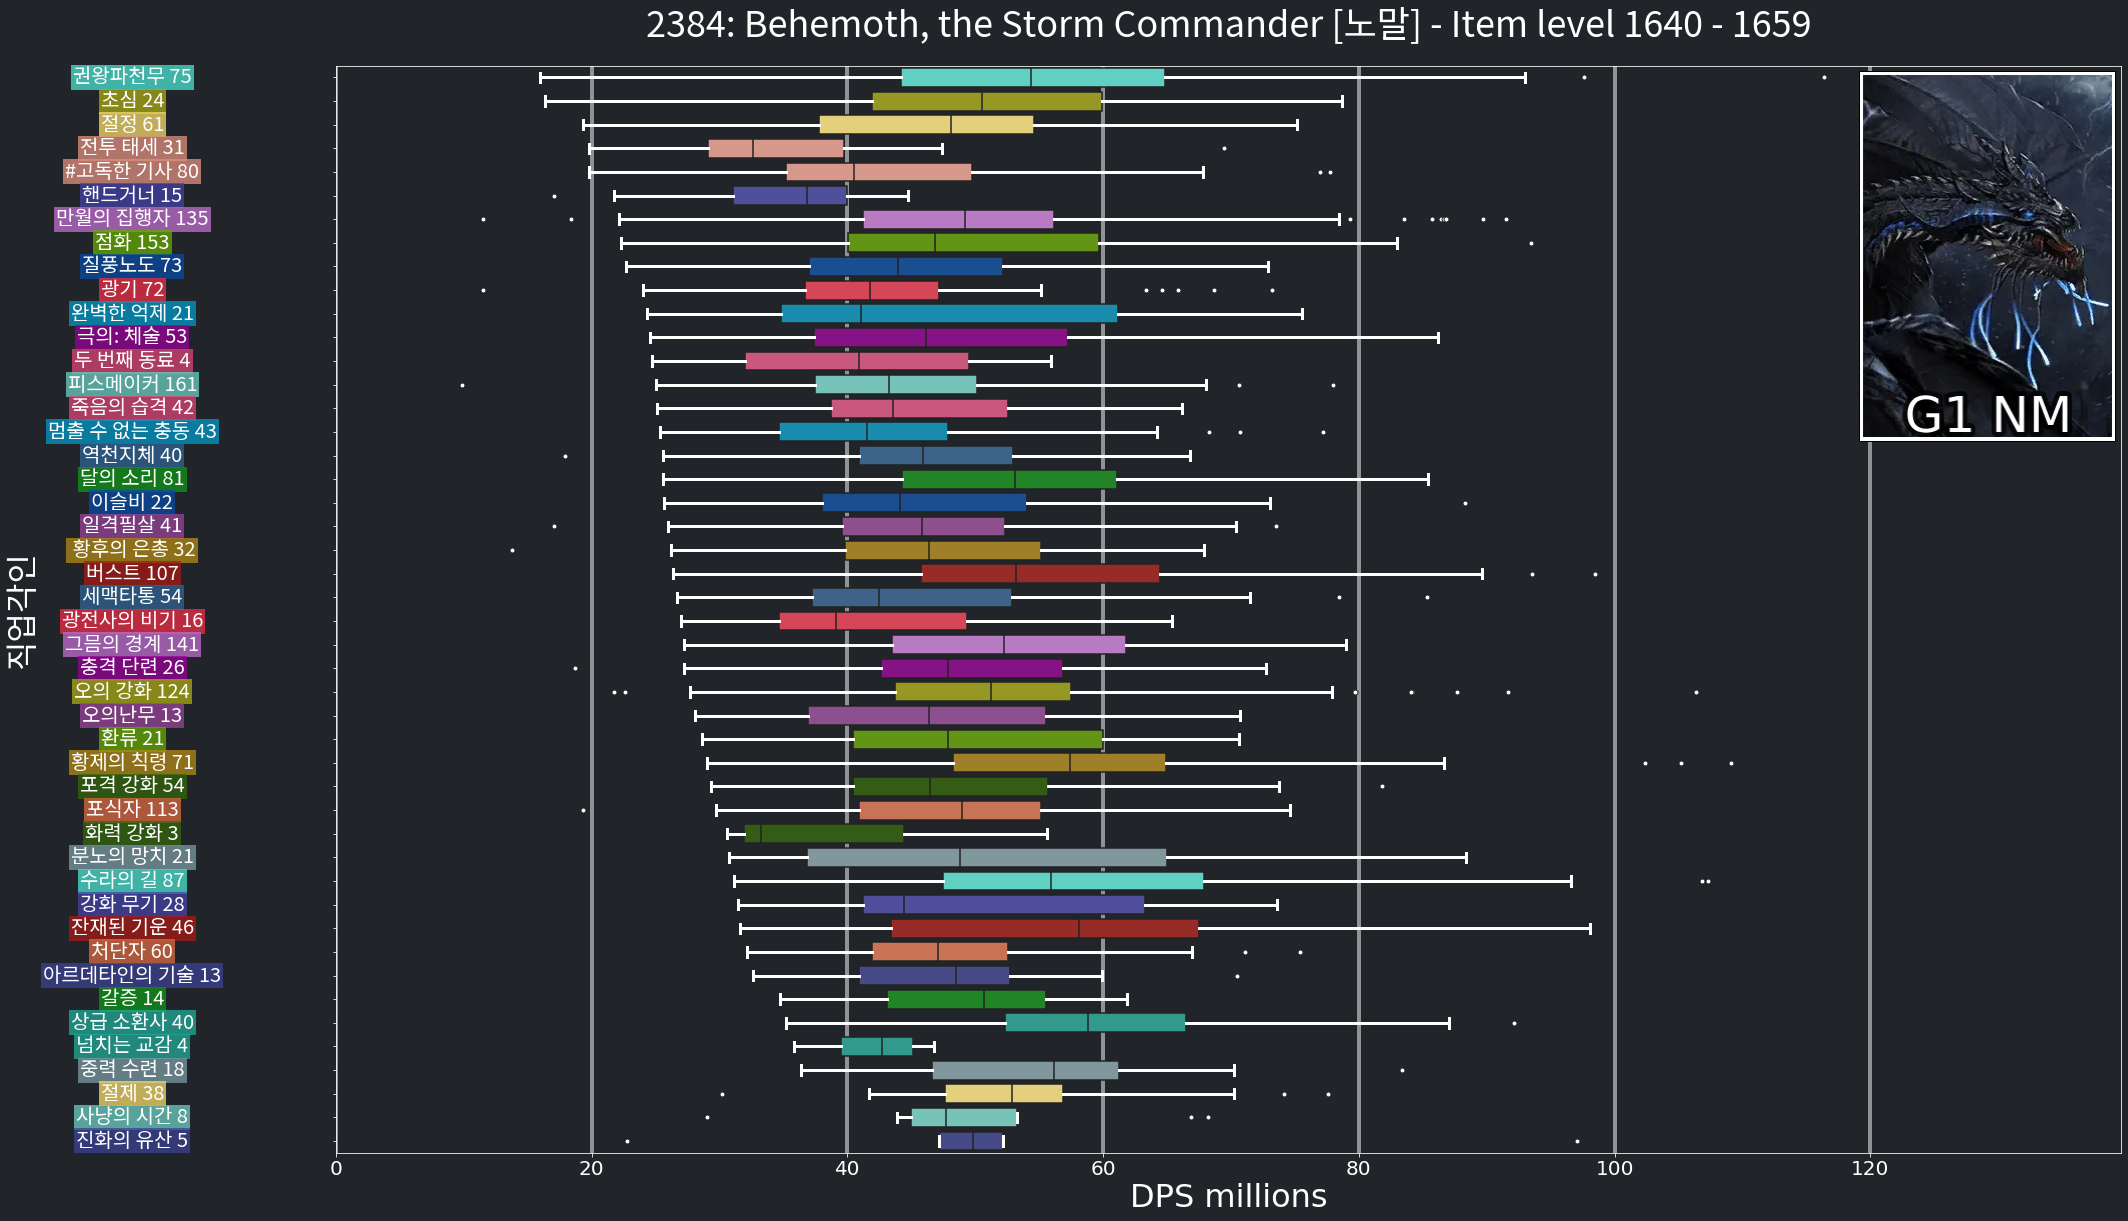 2384: Behemoth, the Storm Commander [노말] - Item level 1640 - 1659
직업각인
권왕파천무 75
초심 24
절정 61
전투 태세 31
#고독한 기사 80
핸드거너 15
만월의 집행자 135
점화 153
질풍노도 73
광기 72
완벽한 억제 21
극의: 체술 53
두 번째 동료 4
피스메이커 161
죽음의 습격 42
멈출 수 없는 충동 43
역천지체 40
달의 소리 81
이슬비 22
일격필살 41
황후의 은총 32
버스트 107
세맥타통 54
광전사의 비기 16
그믐의 경계 141
충격 단련 26
오의 강화 124
오의난무 13
환류 21
황제의 칙령 71
포격 강화 54
포식자 113
화력 강화 3
분노의 망치 21
수라의 길 87
강화 무기 28
잔재된 기운 46
처단자 60
아르데타인의 기술 13
갈증 14
상급 소환사 40
넘치는 교감 4
중력 수련 18
절제 38
사냥의 시간 8
진화의 유산 5
G1 NM
0 20 40 60 80 100 120
DPS millions